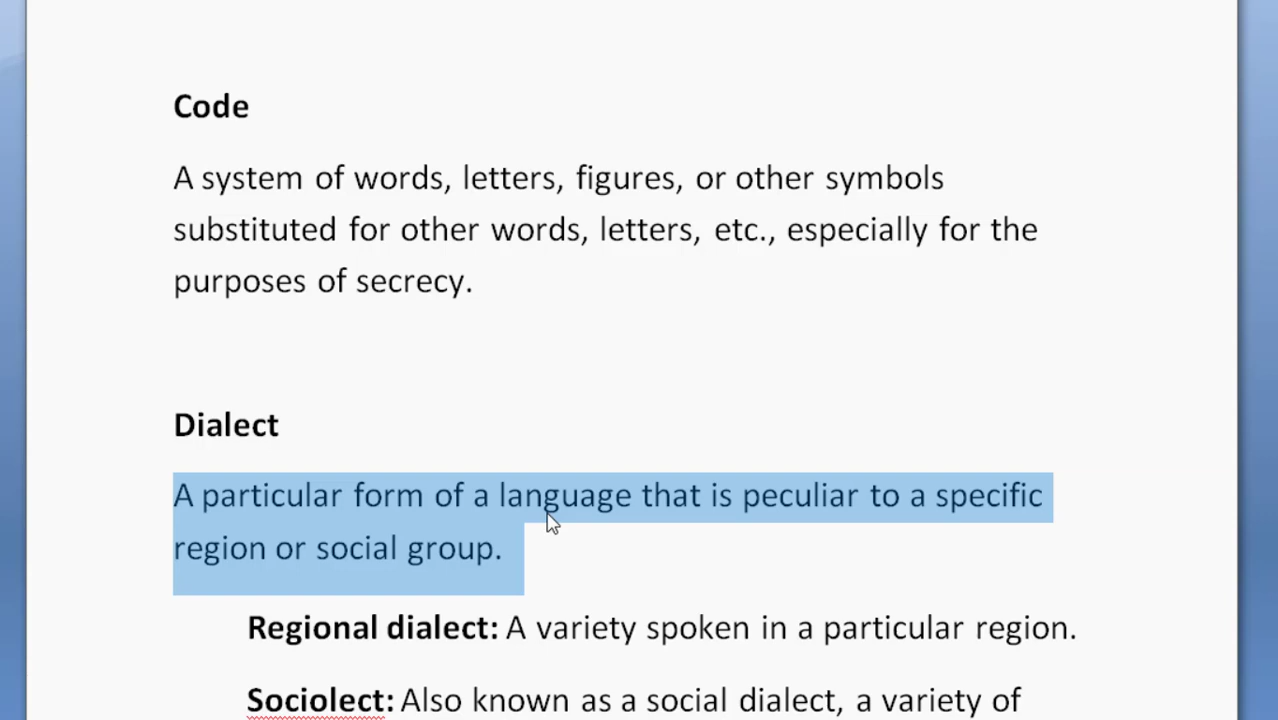 Code
A system of words, letters, figures, or other symbols
substituted for other words, letters, etc., especially for the
purposes of secrecy.
Dialect
A particular form of a language that is peculiar to a specific
region or social group.
Regional dialect: A variety spoken in a particular region.
Sociolect: Also known as a social dialect, a variety of